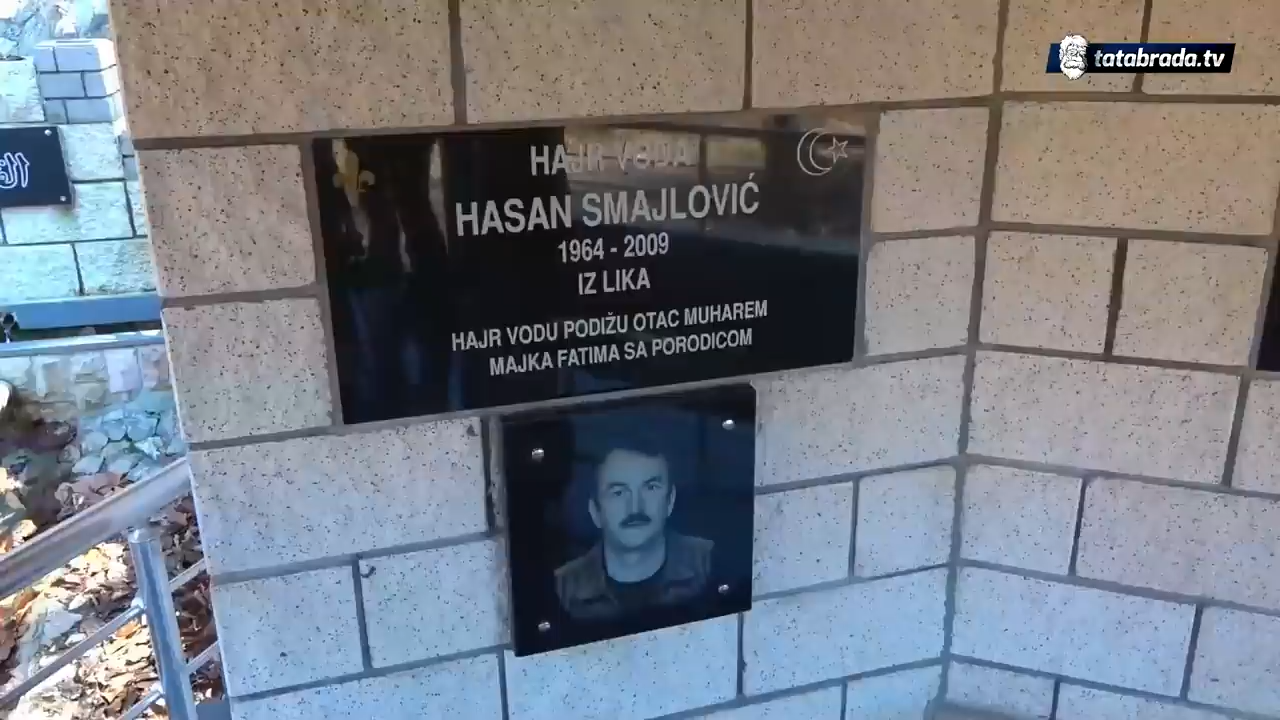 tatabrada.tv
HAJR VODA
HASAN SMAJLOVIĆ
1964 - 2009
IZ LIKA
HAJR VODU PODIŽU OTAC MUHAREM
MAJKA FATIMA SA PORODICOM